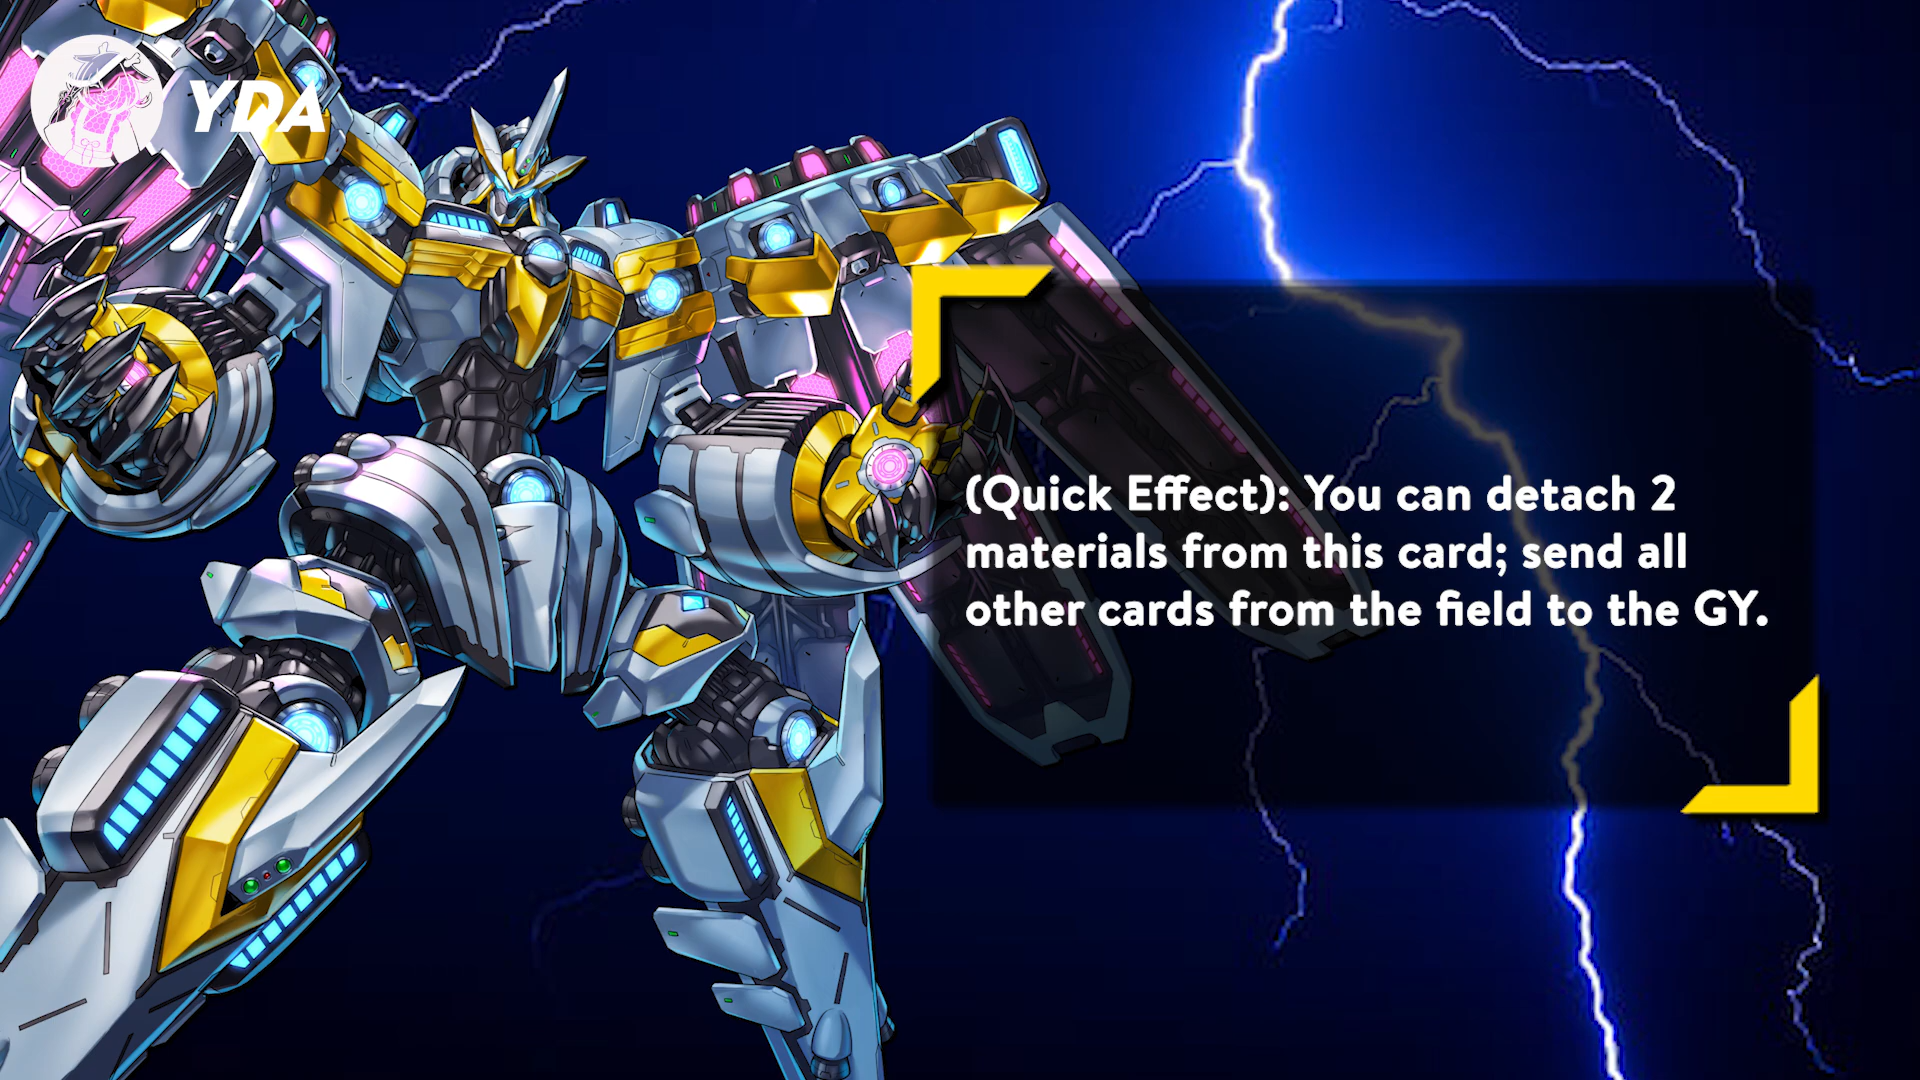 YDA
(Quick Effect): You can detach 2
materials from this card; send all
other cards from the field to the GY.